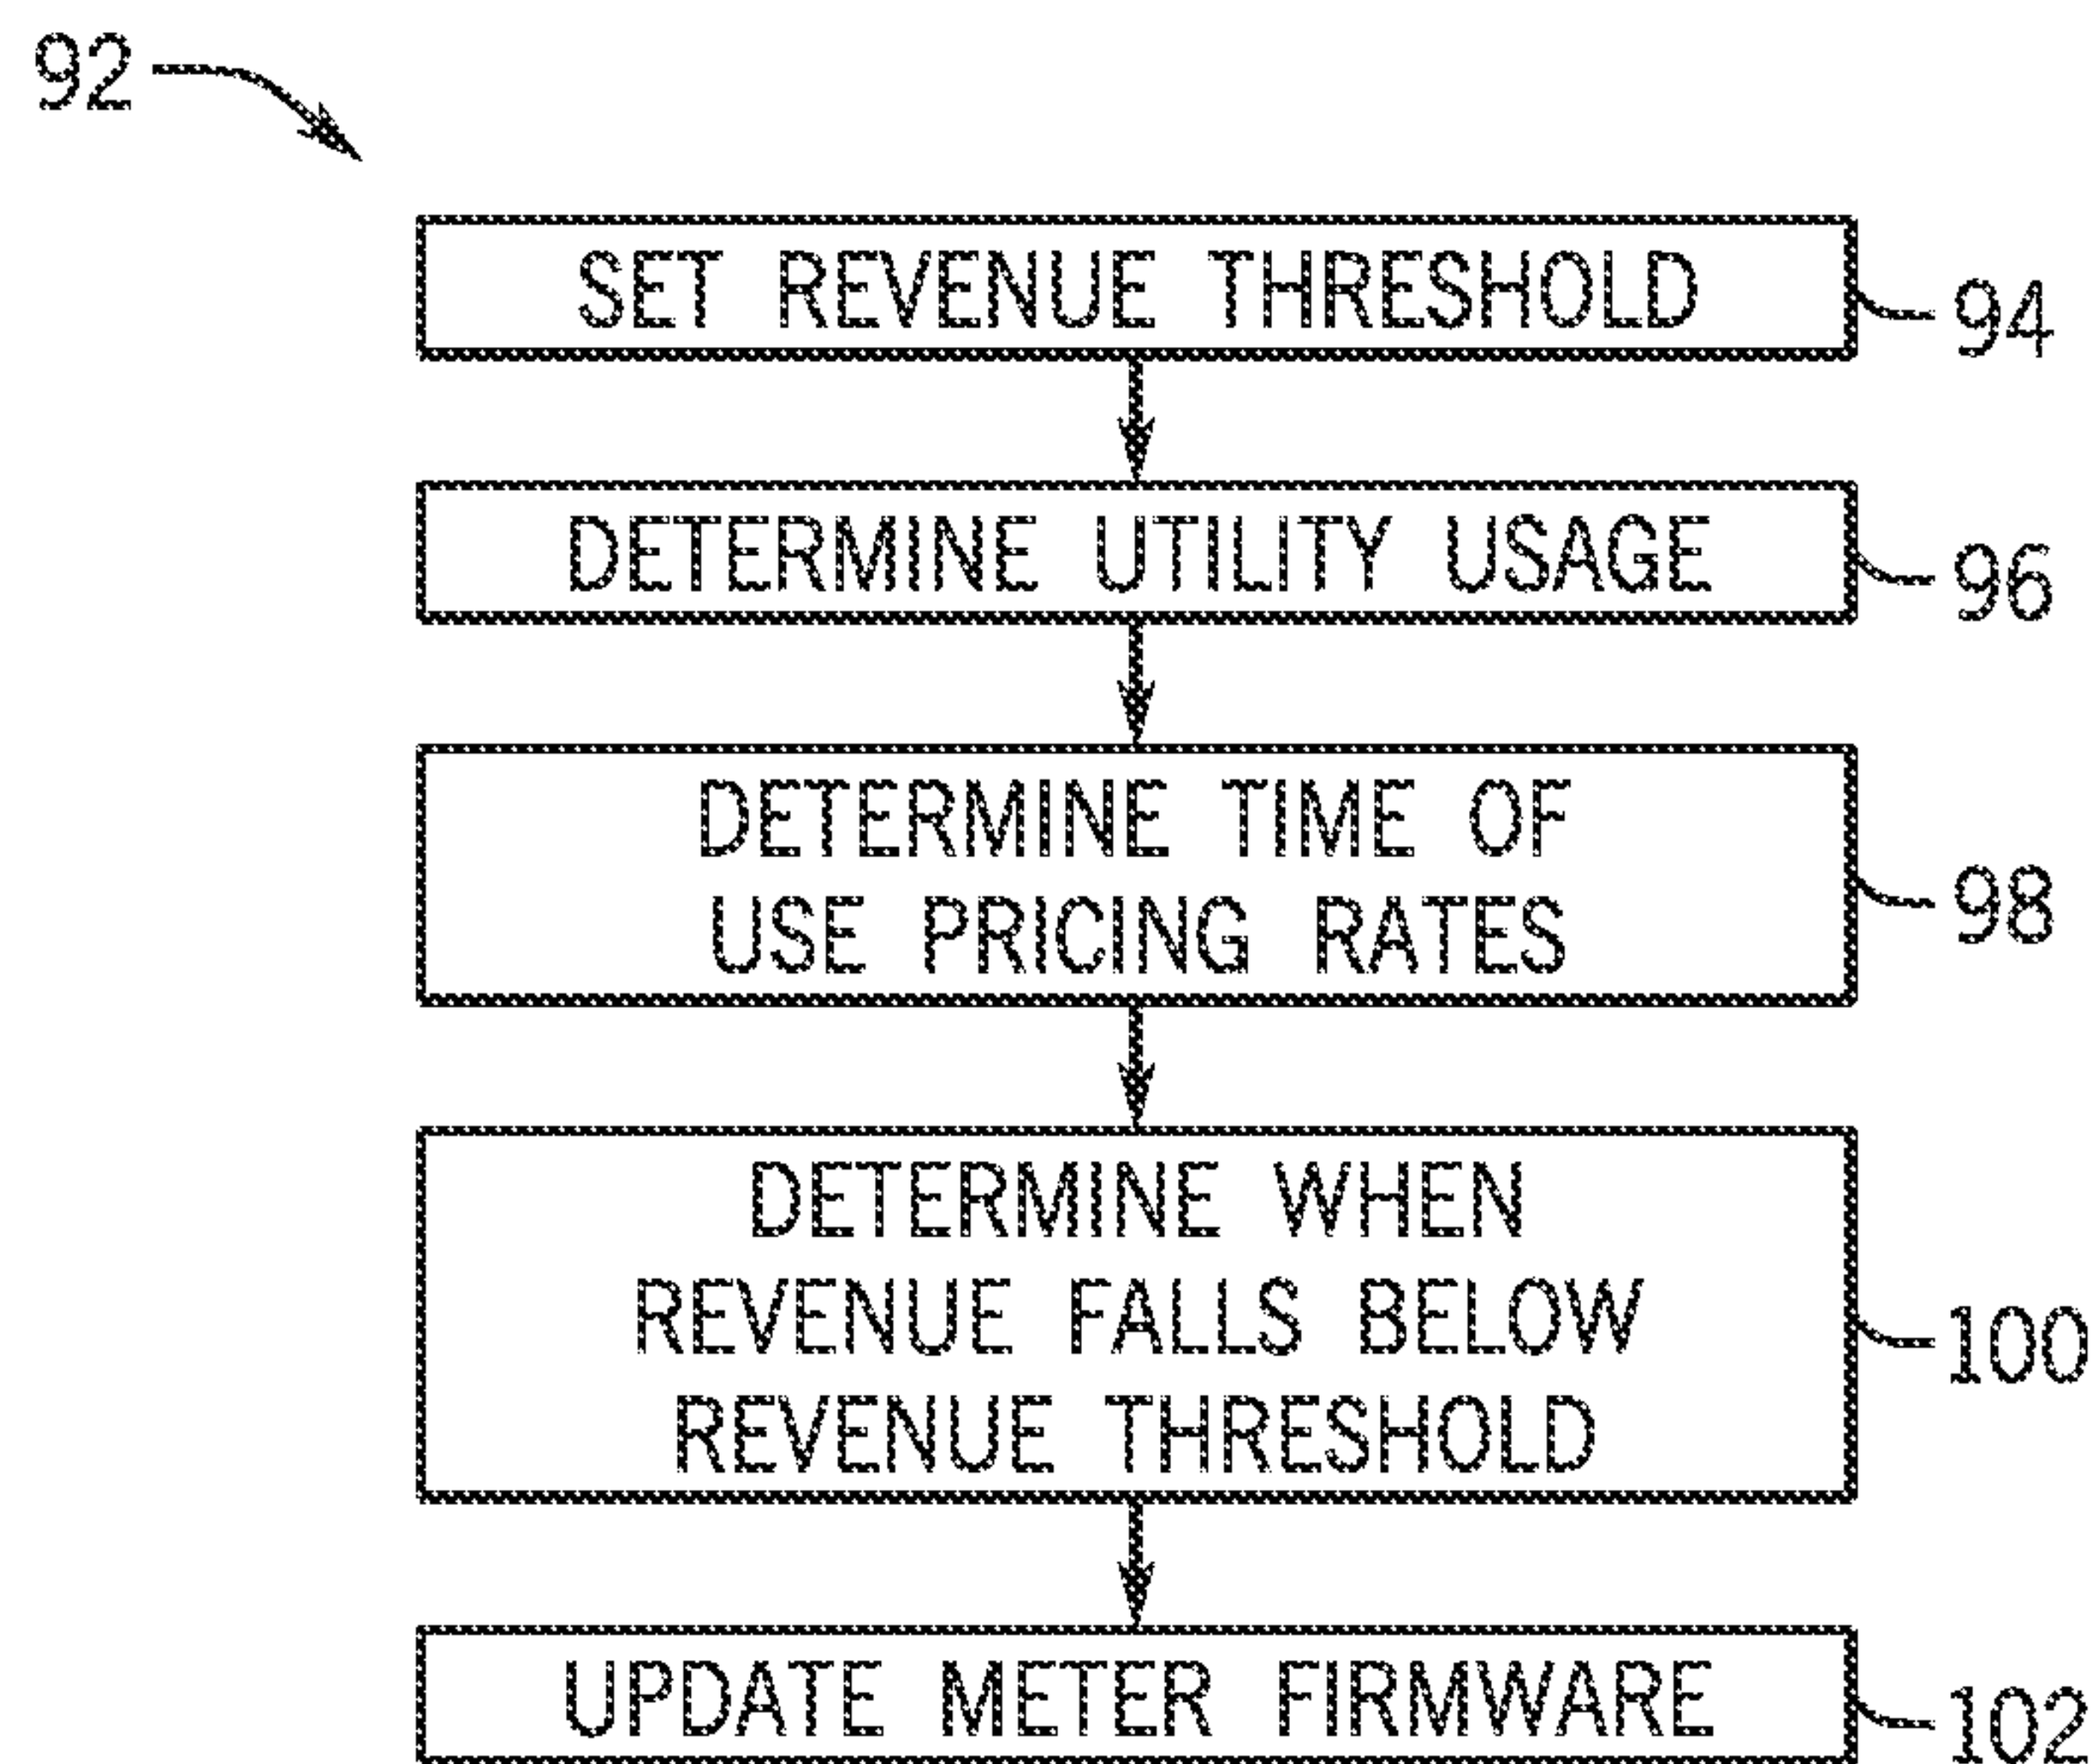 92
SET REVENUE THRESHOLD
94
DETERMINE UTILITY USAGE
96
DETERMINE TIME OF
USE PRICING RATES
98
DETERMINE WHEN
REVENUE FALLS BELOW
REVENUE THRESHOLD
100
UPDATE METER FIRMWARE
102